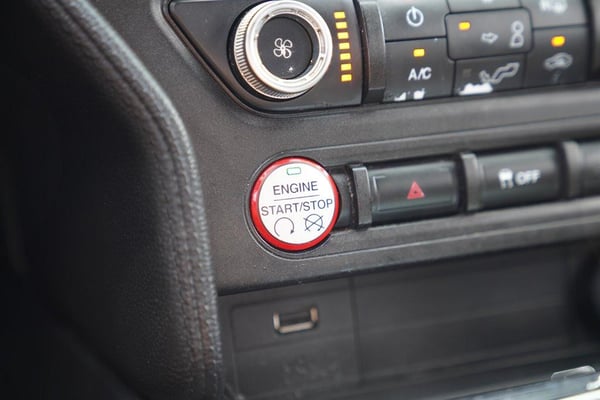 A/C
ENGINE
START/STOP
OFF